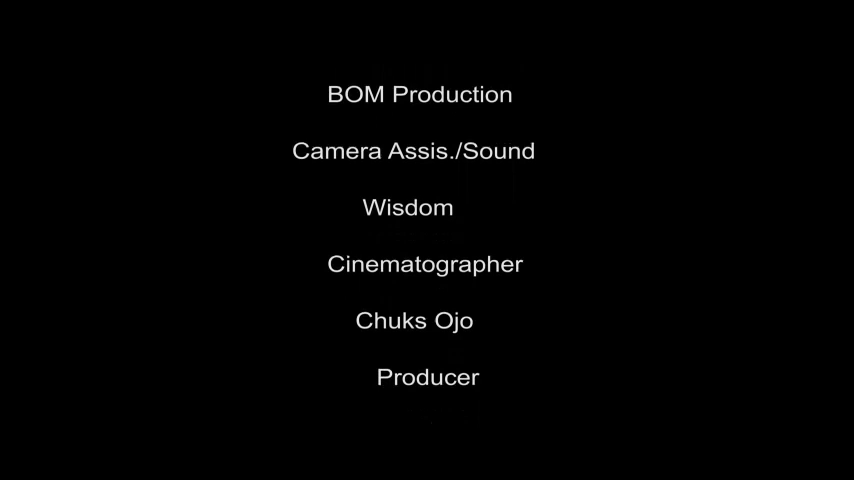 BOM Production
Camera Assis./Sound
Wisdom
Cinematographer
Chuks Ojo
Producer